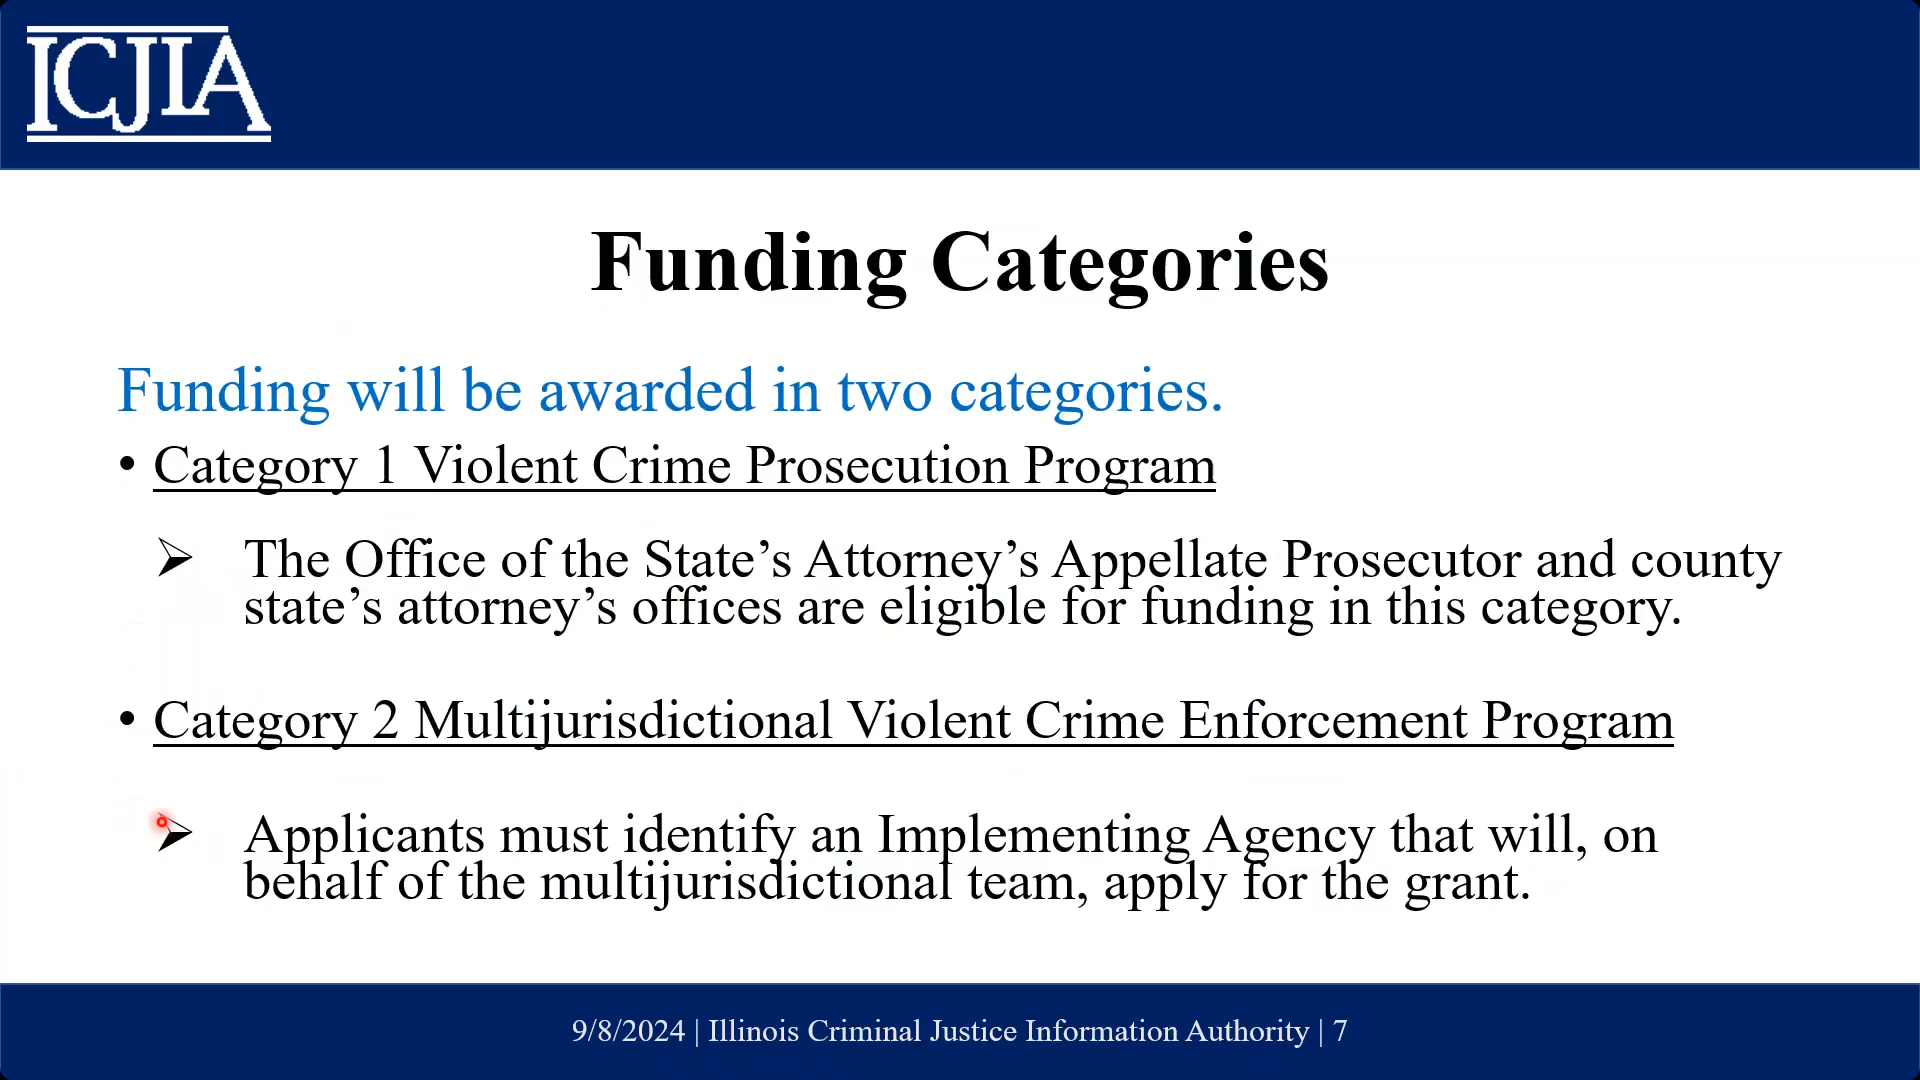 ICJIA
Funding Categories
Funding will be awarded in two categories.
• Category 1 Violent Crime Prosecution Program
➢ The Office of the State’s Attorney’s Appellate Prosecutor and county
state’s attorney’s offices are eligible for funding in this category.
• Category 2 Multijurisdictional Violent Crime Enforcement Program
➢ Applicants must identify an Implementing Agency that will, on
behalf of the multijurisdictional team, apply for the grant.
9/8/2024 | Illinois Criminal Justice Information Authority | 7